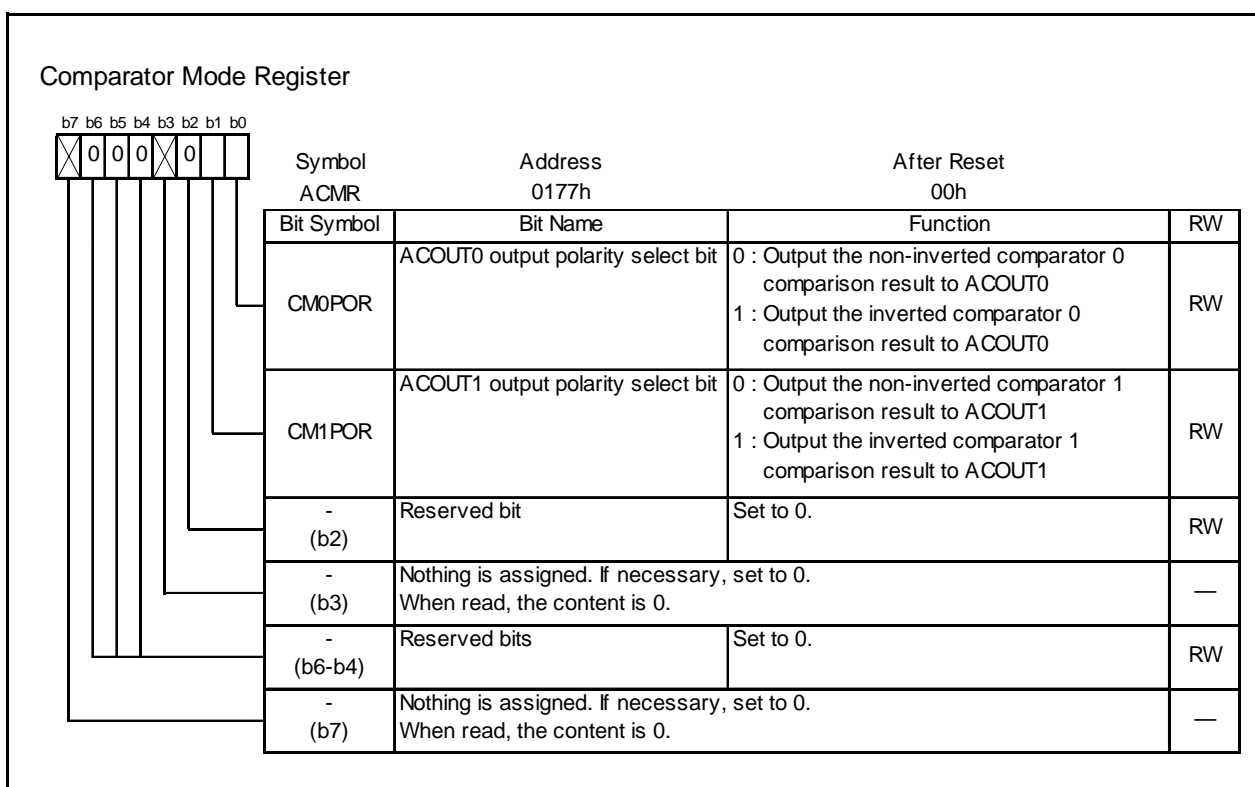 Comparator Mode Register
b7 b6 b5 b4 b3 b2 b1 b0
0 0 0 0
Symbol Address After Reset
ACMR 0177h 00h
Bit Symbol Bit Name Function RW
CM0POR ACOUT0 output polarity select bit 0 : Output the non-inverted comparator 0
comparison result to ACOUT0
1 : Output the inverted comparator 0
comparison result to ACOUT0
RW
CM1POR ACOUT1 output polarity select bit 0 : Output the non-inverted comparator 1
comparison result to ACOUT1
1 : Output the inverted comparator 1
comparison result to ACOUT1
RW
-
(b2)
Reserved bit Set to 0. RW
-
(b3)
Nothing is assigned. If necessary, set to 0.
When read, the content is 0.
—
-
(b6-b4)
Reserved bits Set to 0. RW
-
(b7)
Nothing is assigned. If necessary, set to 0.
When read, the content is 0.
—